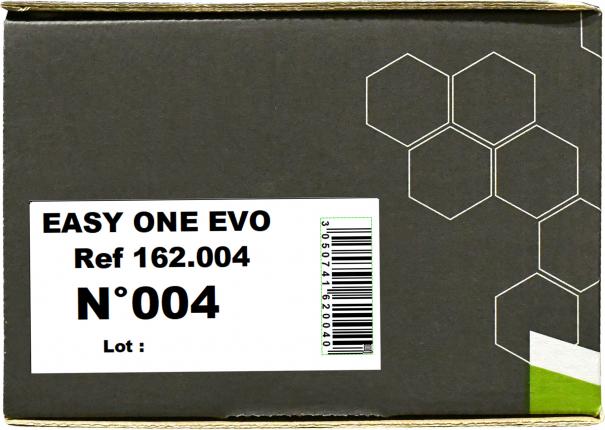 EASY ONE EVO
Ref 162.004
N°004
Lot :
3050741620040